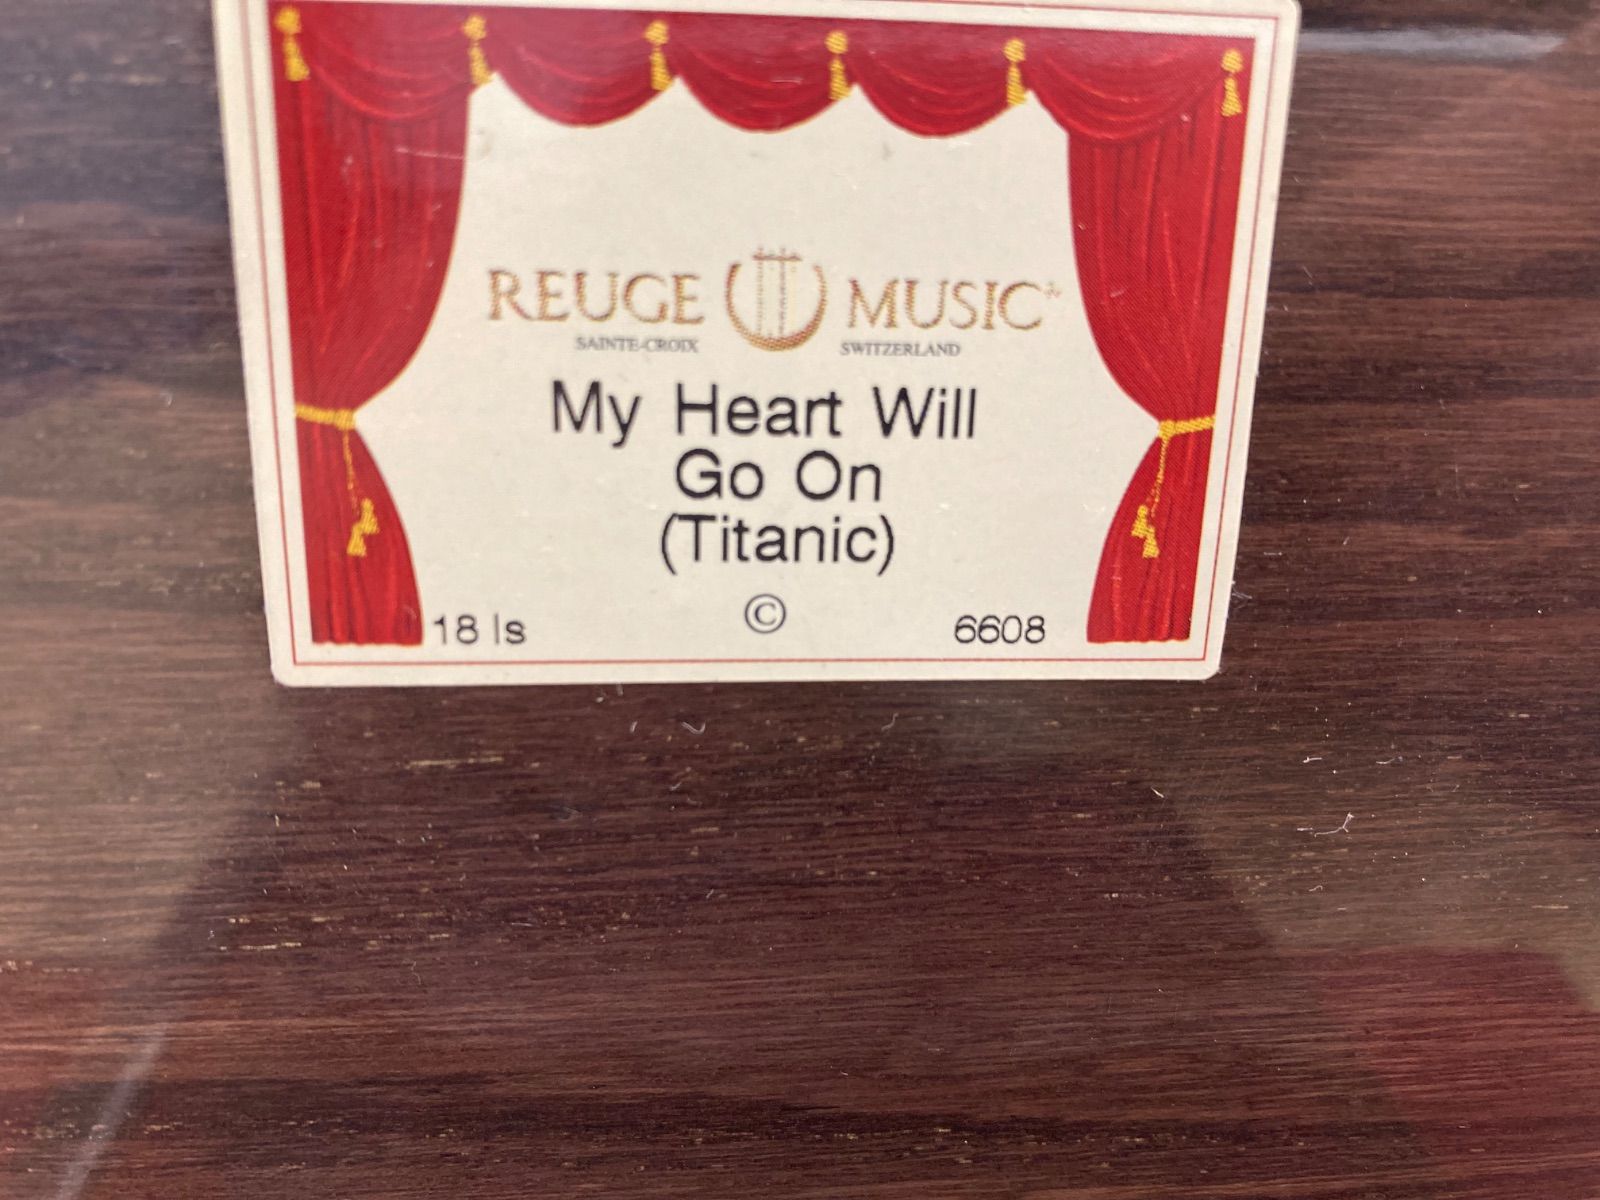 REUGE MUSIC
SAINTE-CROIX SWITZERLAND
My Heart Will
Go On
(Titanic)
18 ls © 6608